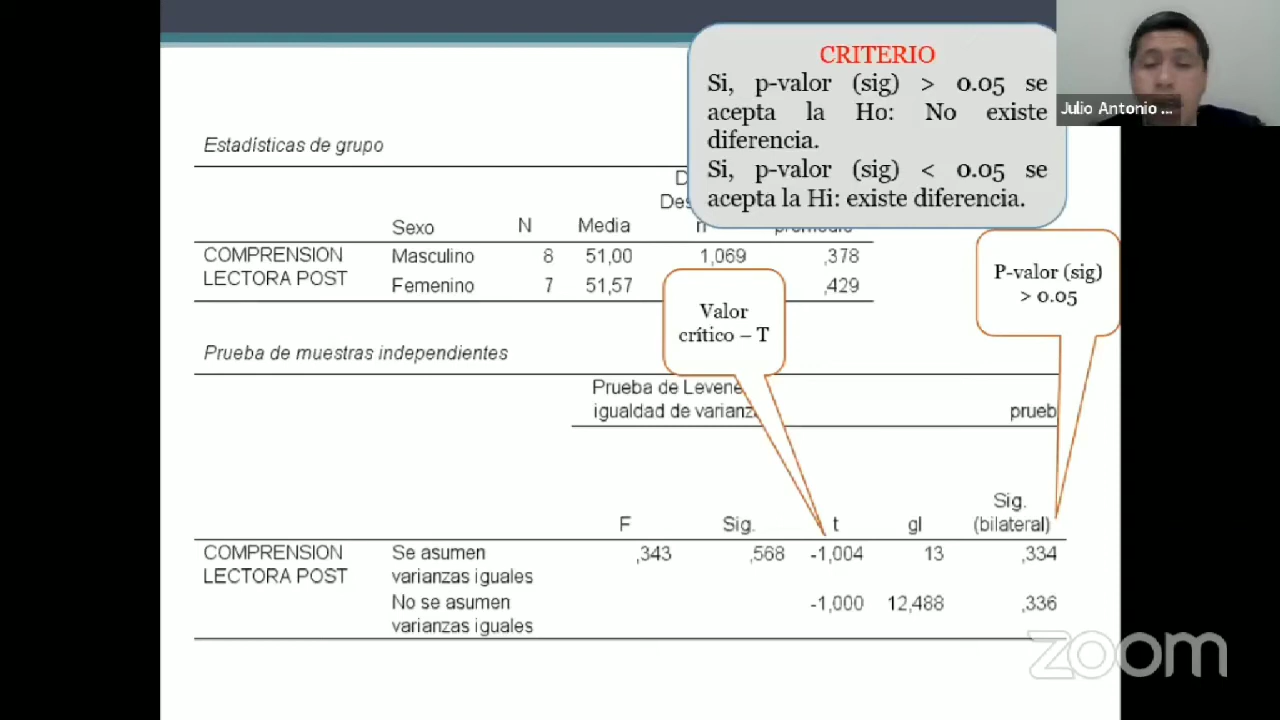 CRITERIO
Si, p-valor (sig) > 0.05 se
acepta la Ho: No existe
diferencia.
Si, p-valor (sig) < 0.05 se
acepta la Hi: existe diferencia.
Julio Antonio ...
Estadísticas de grupo
Sexo N Media
COMPRENSION LECTORA POST
Masculino 8 51,00 1,069 ,378
Femenino 7 51,57 ,429
P-valor (sig)
> 0.05
Valor
crítico – T
Prueba de muestras independientes
Prueba de Levene
igualdad de
Sig.
F Sig. t gl (bilateral)
COMPRENSION Se asumen ,343 ,568 -1,004 13 ,334
LECTORA POST varianzas iguales
No se asumen -1,000 12,488 ,336
varianzas iguales
zoom